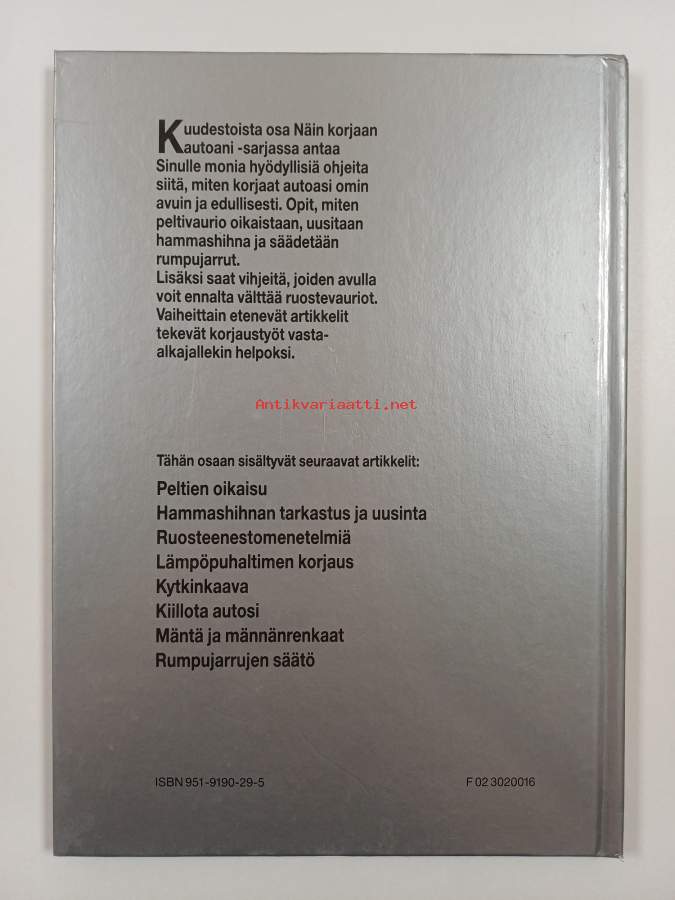 Kuudestoista osa Näin korjaan
autoani -sarjassa antaa
Sinulle monia hyödyllisiä ohjeita
siitä, miten korjaat autoasi omin
avuin ja edullisesti. Opit, miten
peltivaurio oikaistaan, uusitaan
hammashihna ja säädetään
rumpujarrut.
Lisäksi saat vihjeitä, joiden avulla
voit ennalta välttää ruostevauriot.
Vaiheittain etenevät artikkelit
tekevät korjaustyöt vasta-
alkajallekin helpoksi.
Antikvariaatti.net
Tähän osaan sisältyvät seuraavat artikkelit:
Peltien oikaisu
Hammashihnan tarkastus ja uusinta
Ruosteenestomenetelmiä
Lämpöpuhaltimen korjaus
Kytkinkaava
Kiillota autosi
Mäntä ja männänrenkaat
Rumpujarrujen säätö
ISBN 951-9190-29-5
F 02 3020016